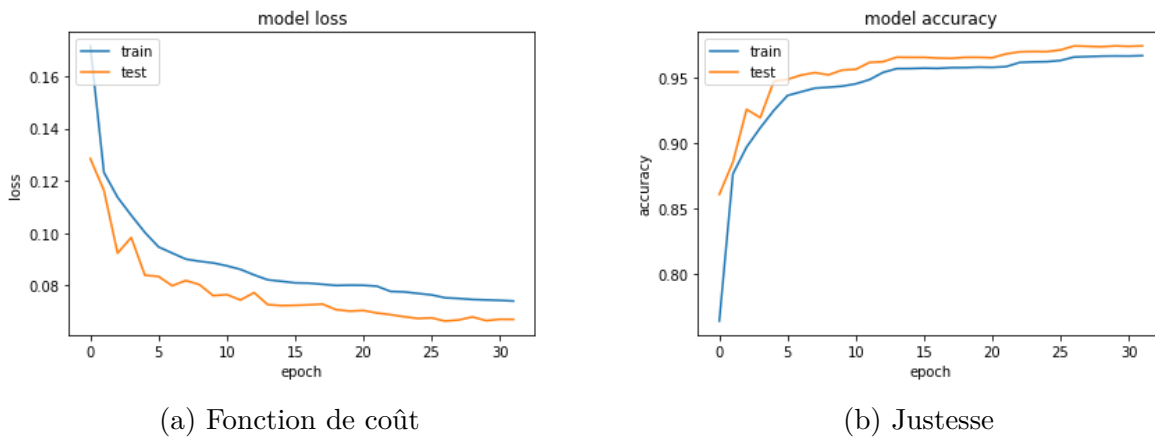 model loss
0.16
0.14
0.12
0.10
0.08
loss
train
test
0
5
10
15
20
25
30
epoch
(a) Fonction de coût
model accuracy
0.95
0.90
0.85
0.80
accuracy
train
test
0
5
10
15
20
25
30
epoch
(b) Justesse